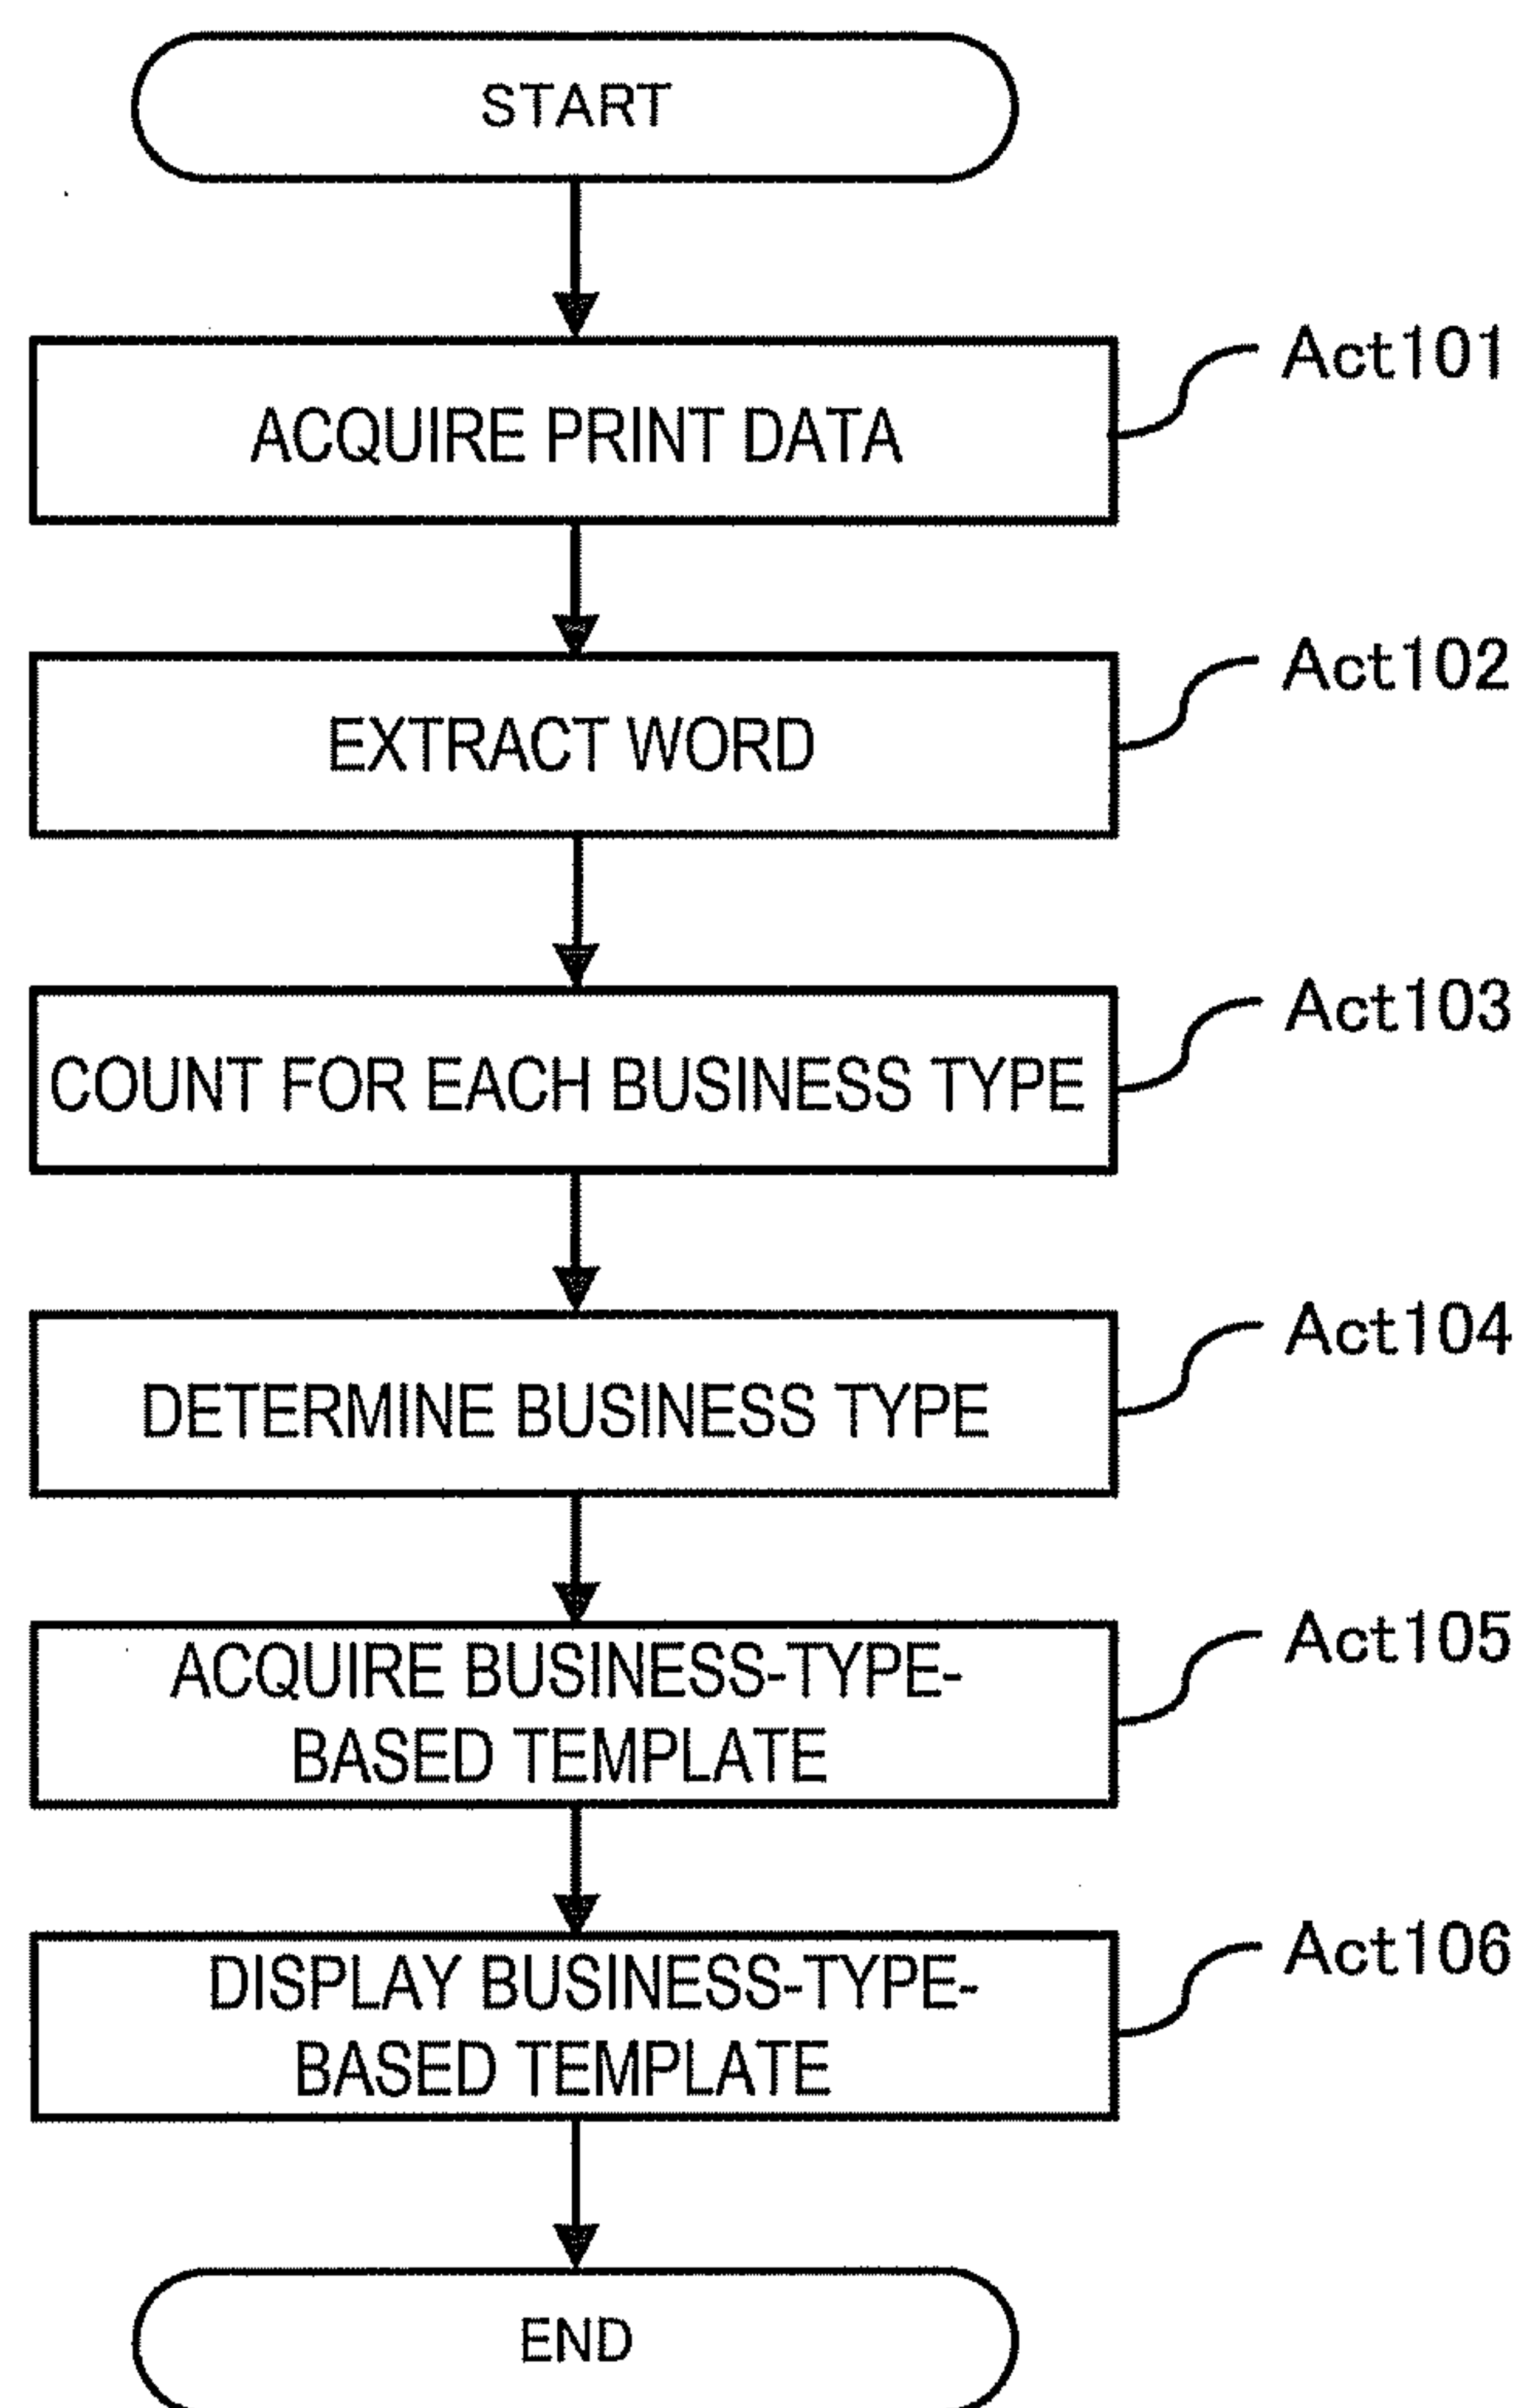 START
Act101
ACQUIRE PRINT DATA
Act102
EXTRACT WORD
Act103
COUNT FOR EACH BUSINESS TYPE
Act104
DETERMINE BUSINESS TYPE
Act105
ACQUIRE BUSINESS-TYPE-
BASED TEMPLATE
Act106
DISPLAY BUSINESS-TYPE-
BASED TEMPLATE
END